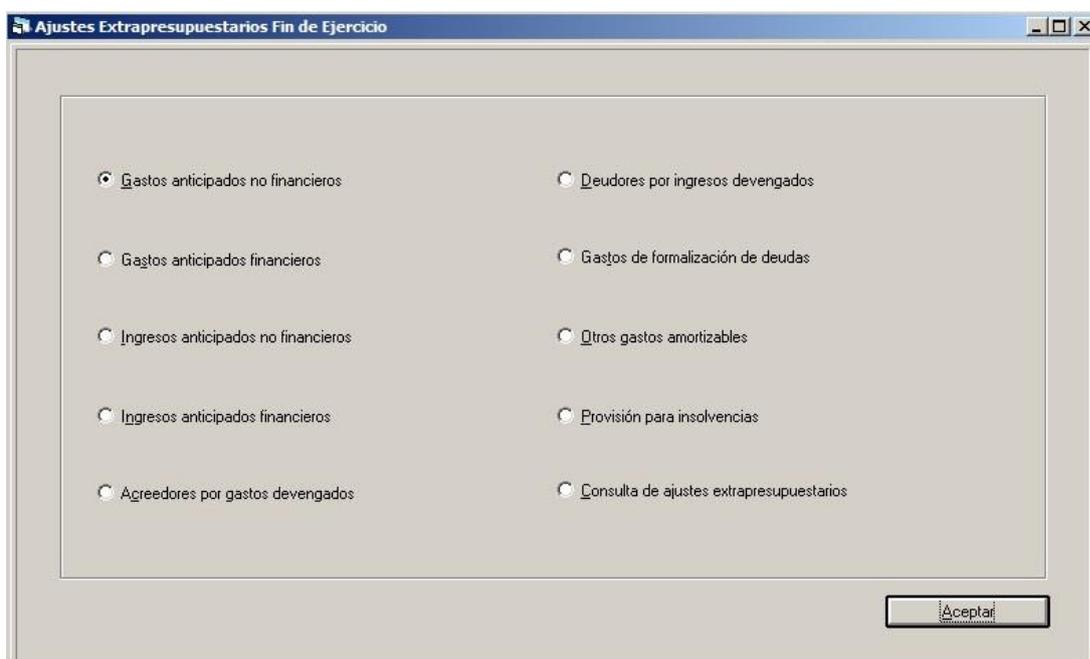 Ajustes Extrapresupuestarios Fin de Ejercicio
Gastos anticipados no financieros
Gastos anticipados financieros
Ingresos anticipados no financieros
Ingresos anticipados financieros
Acreedores por gastos devengados
Deudores por ingresos devengados
Gastos de formalización de deudas
Otros gastos amortizables
Provisión para insolvencias
Consulta de ajustes extrapresupuestarios
Aceptar